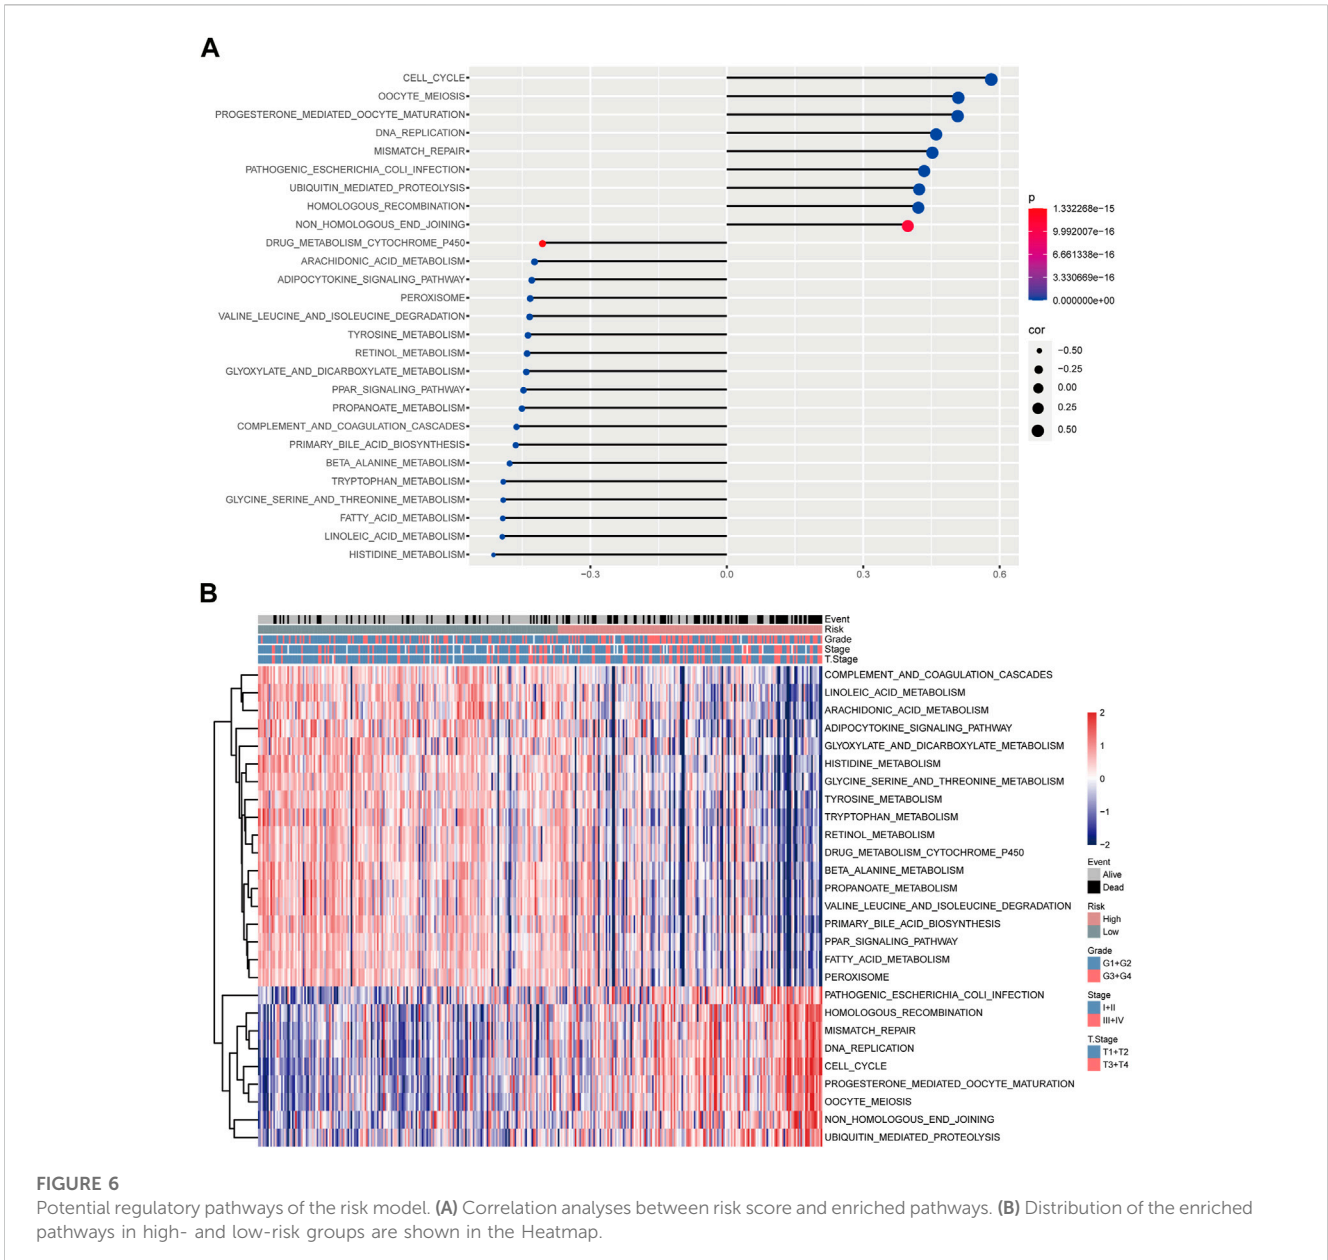 A
CELL_CYCLE
OOCYTE_MEIOSIS
PROGESTERONE_MEDIATED_OOCYTE_MATURATION
DNA_REPLICATION
MISMATCH_REPAIR
PATHOGENIC_ESCHERICHIA_COLI_INFECTION
UBIQUITIN_MEDIATED_PROTEOLYSIS
HOMOLOGOUS_RECOMBINATION
NON_HOMOLOGOUS_END_JOINING
DRUG_METABOLISM_CYTOCHROME_P450
ARACHIDONIC_ACID_METABOLISM
ADIPOCYTOKINE_SIGNALING_PATHWAY
PEROXISOME
VALINE_LEUCINE_AND_ISOLEUCINE_DEGRADATION
TYROSINE_METABOLISM
RETINOL_METABOLISM
GLYOXYLATE_AND_DICARBOXYLATE_METABOLISM
PPAR_SIGNALING_PATHWAY
PROPANOATE_METABOLISM
COMPLEMENT_AND_COAGULATION_CASCADES
PRIMARY_BILE_ACID_BIOSYNTHESIS
BETA_ALANINE_METABOLISM
TRYPTOPHAN_METABOLISM
GLYCINE_SERINE_AND_THREONINE_METABOLISM
FATTY_ACID_METABOLISM
LINOLEIC_ACID_METABOLISM
HISTIDINE_METABOLISM
−0.3 0.0 0.3 0.6
p
1.332268e−15
9.992007e−16
6.661338e−16
3.330669e−16
0.000000e+00
cor
−0.50
−0.25
0.00
0.25
0.50
B
Event
Risk
Grade
Stage
T.Stage
COMPLEMENT_AND_COAGULATION_CASCADES
LINOLEIC_ACID_METABOLISM
ARACHIDONIC_ACID_METABOLISM
ADIPOCYTOKINE_SIGNALING_PATHWAY
GLYOXYLATE_AND_DICARBOXYLATE_METABOLISM
HISTIDINE_METABOLISM
GLYCINE_SERINE_AND_THREONINE_METABOLISM
TYROSINE_METABOLISM
TRYPTOPHAN_METABOLISM
RETINOL_METABOLISM
DRUG_METABOLISM_CYTOCHROME_P450
BETA_ALANINE_METABOLISM
PROPANOATE_METABOLISM
VALINE_LEUCINE_AND_ISOLEUCINE_DEGRADATION
PRIMARY_BILE_ACID_BIOSYNTHESIS
PPAR_SIGNALING_PATHWAY
FATTY_ACID_METABOLISM
PEROXISOME
PATHOGENIC_ESCHERICHIA_COLI_INFECTION
HOMOLOGOUS_RECOMBINATION
MISMATCH_REPAIR
DNA_REPLICATION
CELL_CYCLE
PROGESTERONE_MEDIATED_OOCYTE_MATURATION
OOCYTE_MEIOSIS
NON_HOMOLOGOUS_END_JOINING
UBIQUITIN_MEDIATED_PROTEOLYSIS
2
1
0
−1
−2
Event
Alive
Dead
Risk
High
Low
Grade
G1+G2
G3+G4
Stage
I+II
III+IV
T.Stage
T1+T2
T3+T4
FIGURE 6
Potential regulatory pathways of the risk model. (A) Correlation analyses between risk score and enriched pathways. (B) Distribution of the enriched
pathways in high- and low-risk groups are shown in the Heatmap.